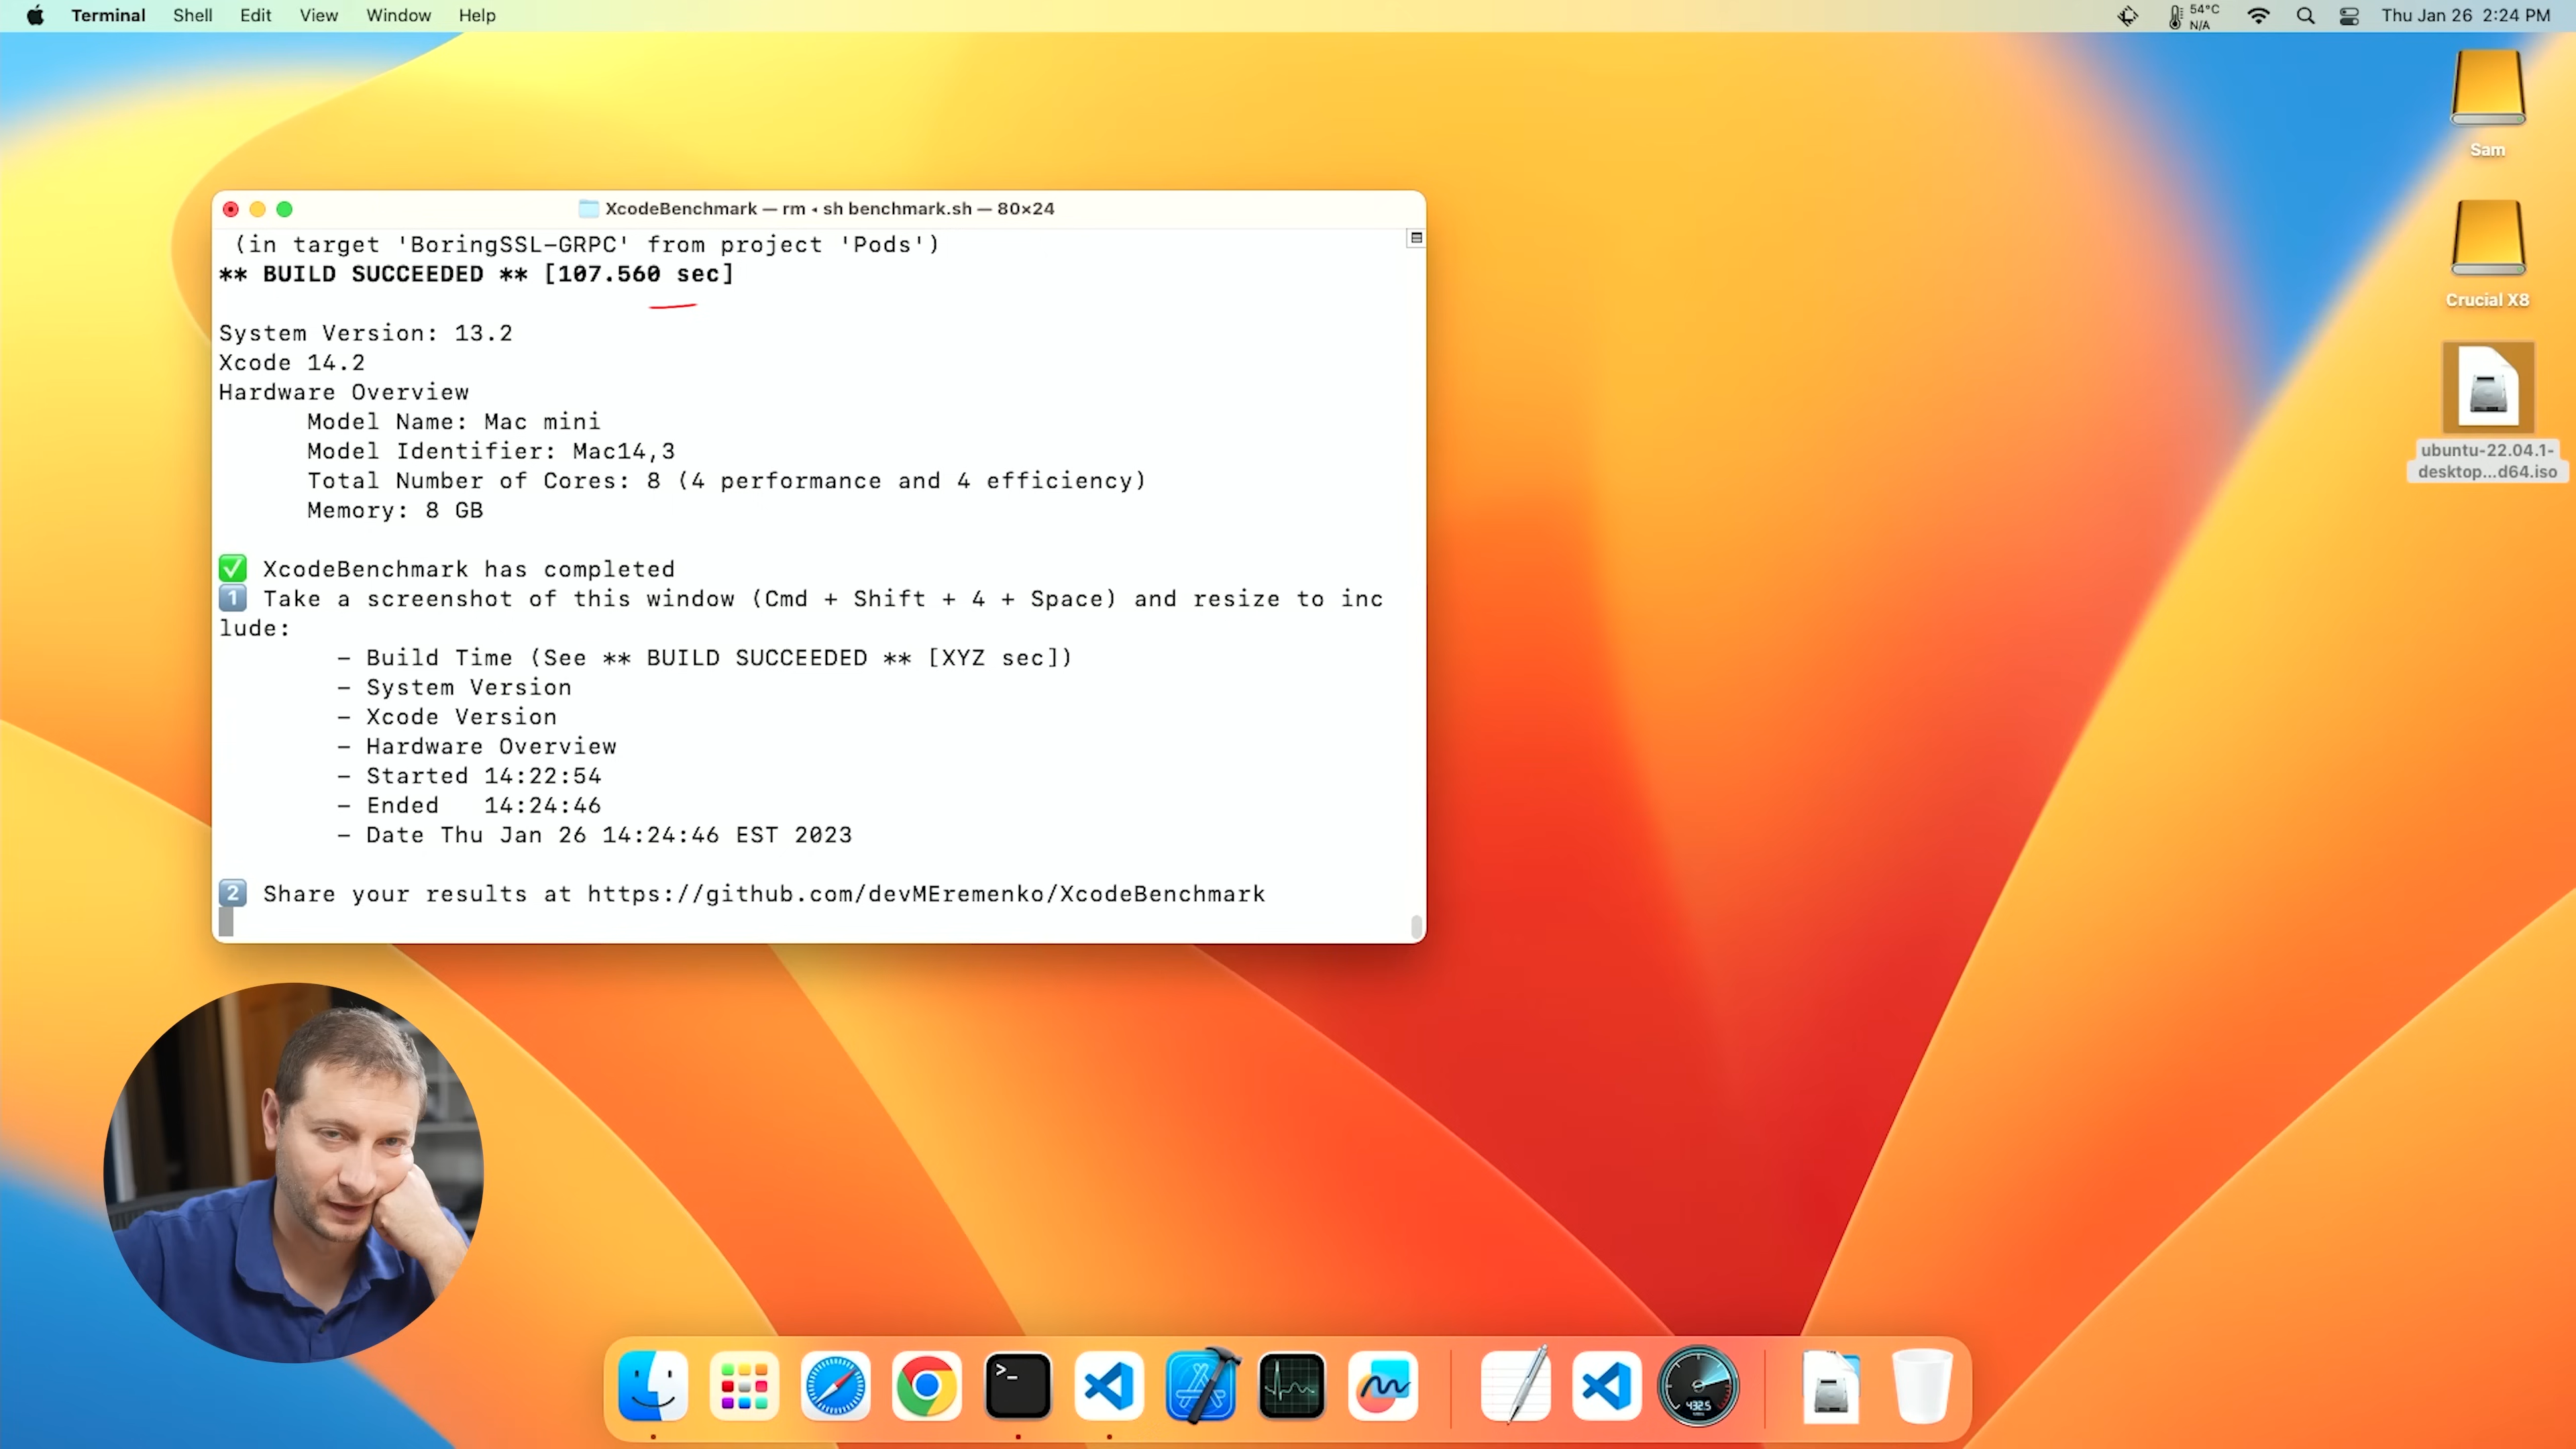 Terminal Shell Edit View Window Help
54°C
N/A
Thu Jan 26 2:24 PM
Sam
Crucial X8
ubuntu-22.04.1-
desktop...d64.iso
XcodeBenchmark — rm ◂ sh benchmark.sh — 80×24
(in target 'BoringSSL-GRPC' from project 'Pods')
** BUILD SUCCEEDED ** [107.560 sec]
System Version: 13.2
Xcode 14.2
Hardware Overview
Model Name: Mac mini
Model Identifier: Mac14,3
Total Number of Cores: 8 (4 performance and 4 efficiency)
Memory: 8 GB
✅ XcodeBenchmark has completed
1️⃣ Take a screenshot of this window (Cmd + Shift + 4 + Space) and resize to inc
lude:
– Build Time (See ** BUILD SUCCEEDED ** [XYZ sec])
– System Version
– Xcode Version
– Hardware Overview
– Started 14:22:54
– Ended 14:24:46
– Date Thu Jan 26 14:24:46 EST 2023
2️⃣ Share your results at https://github.com/devMEremenko/XcodeBenchmark
>_
432.5